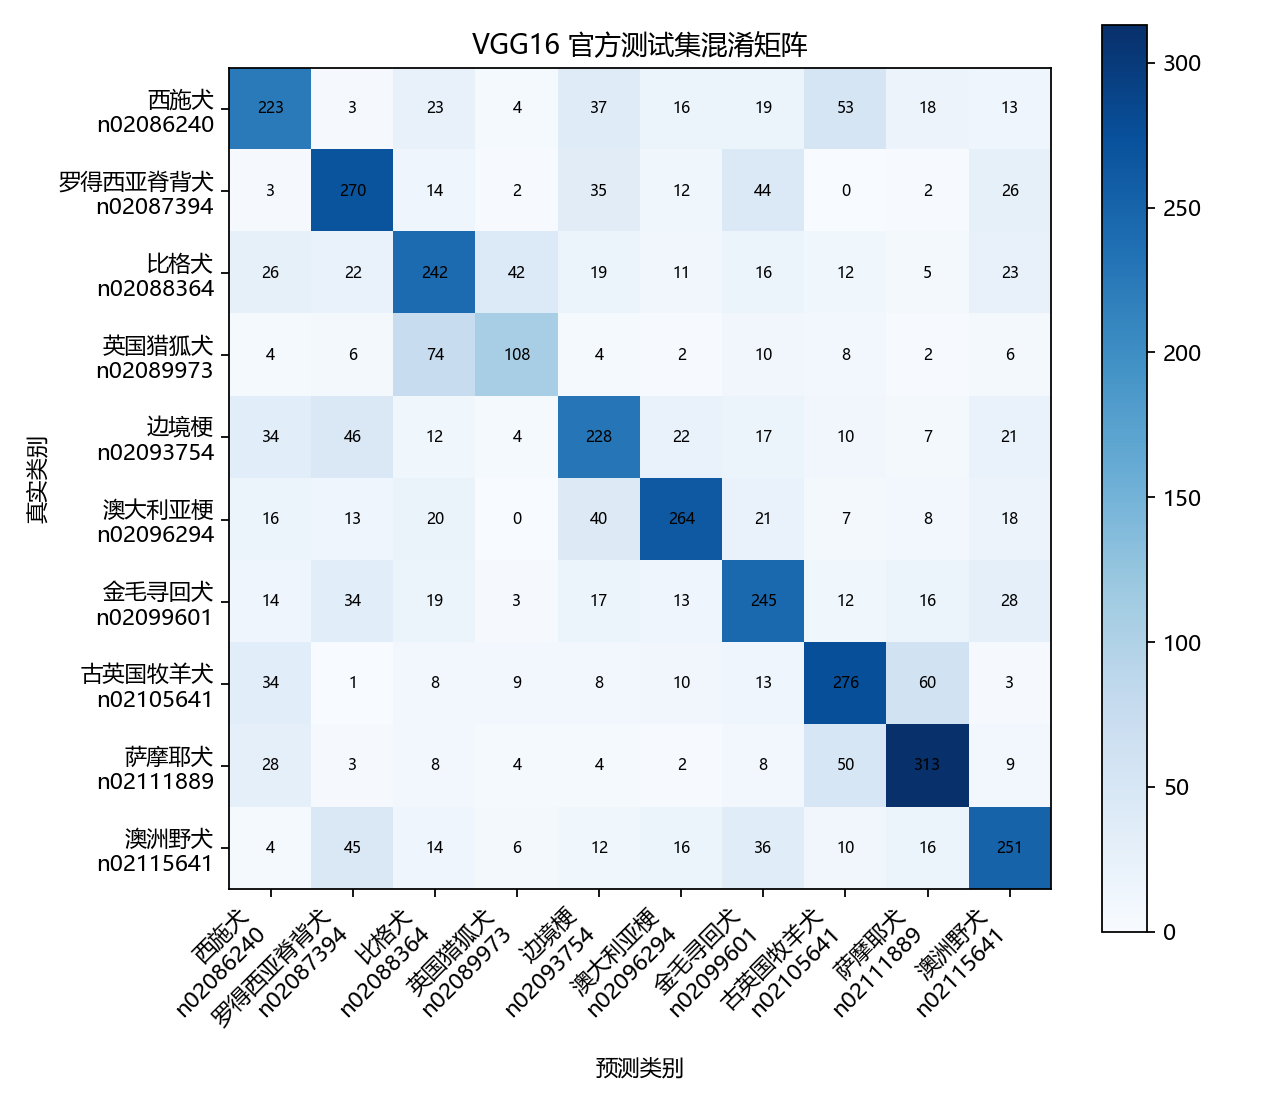 VGG16 官方测试集混淆矩阵
真实类别
西施犬
n02086240
223 3 23 4 37 16 19 53 18 13
罗得西亚脊背犬
n02087394
3 270 14 2 35 12 44 0 2 26
比格犬
n02088364
26 22 242 42 19 11 16 12 5 23
英国猎狐犬
n02089973
4 6 74 108 4 2 10 8 2 6
边境梗
n02093754
34 46 12 4 228 22 17 10 7 21
澳大利亚梗
n02096294
16 13 20 0 40 264 21 7 8 18
金毛寻回犬
n02099601
14 34 19 3 17 13 245 12 16 28
古英国牧羊犬
n02105641
34 1 8 9 8 10 13 276 60 3
萨摩耶犬
n02111889
28 3 8 4 4 2 8 50 313 9
澳洲野犬
n02115641
4 45 14 6 12 16 36 10 16 251
西施犬
n02086240
罗得西亚脊背犬
n02087394
比格犬
n02088364
英国猎狐犬
n02089973
边境梗
n02093754
澳大利亚梗
n02096294
金毛寻回犬
n02099601
古英国牧羊犬
n02105641
萨摩耶犬
n02111889
澳洲野犬
n02115641
预测类别
300
250
200
150
100
50
0